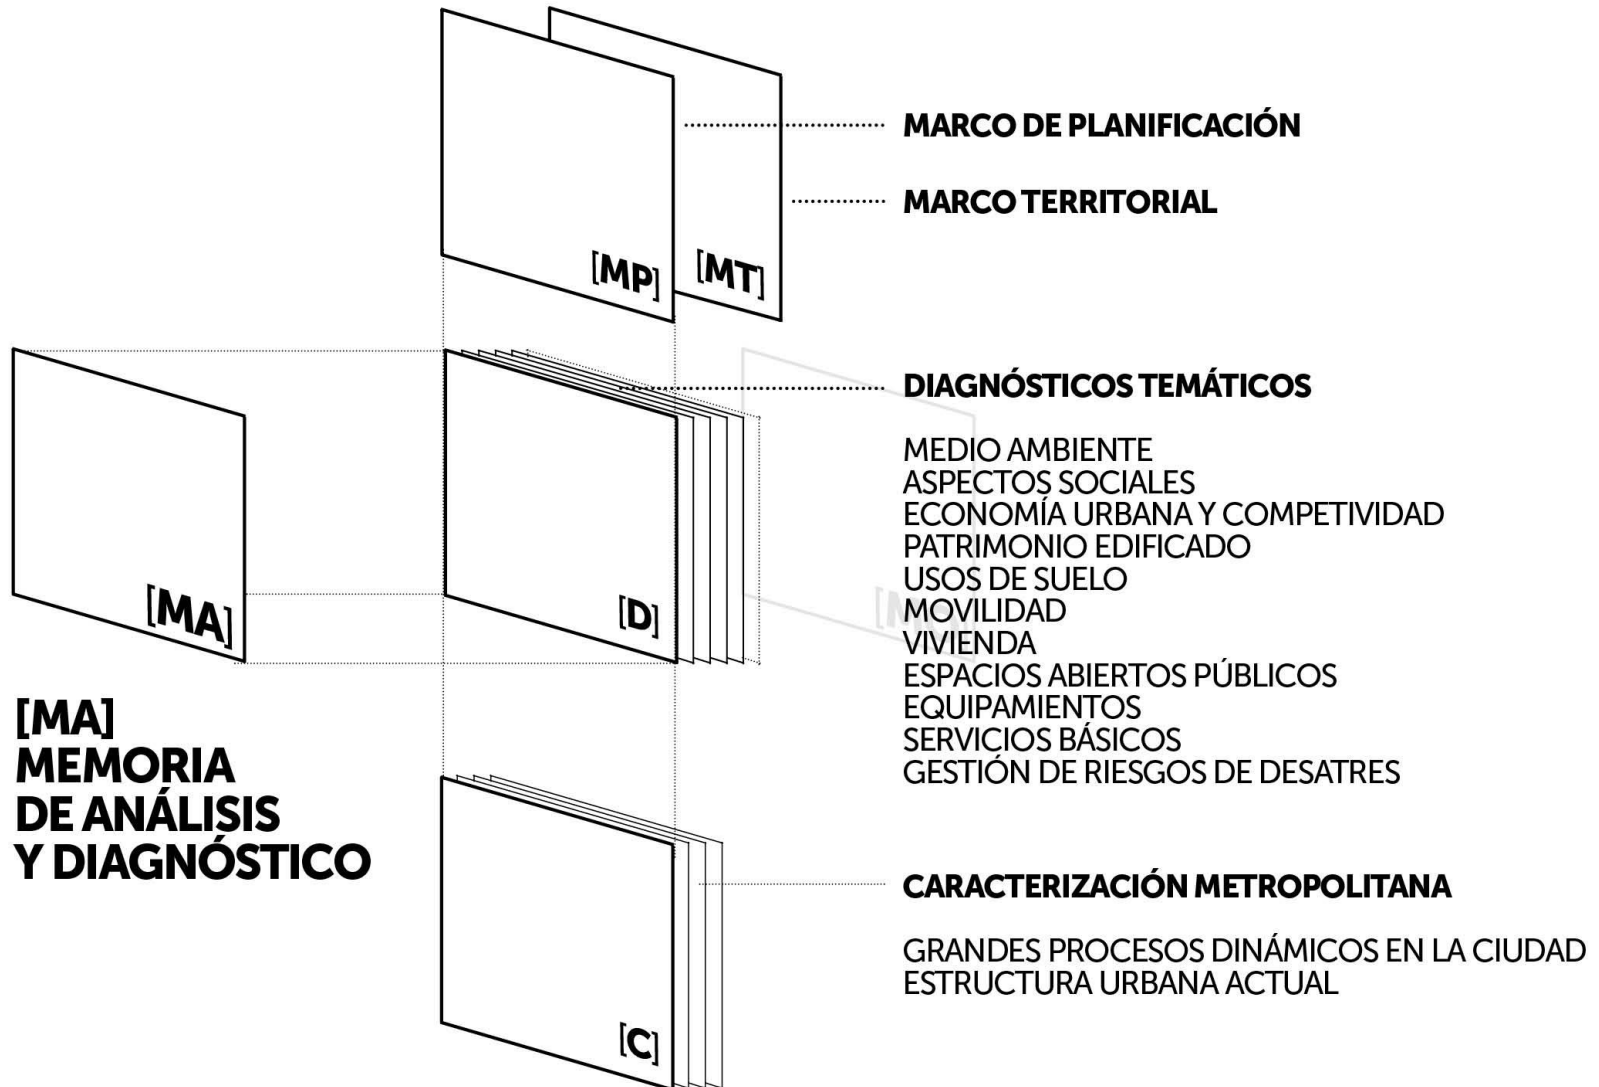 MARCO DE PLANIFICACIÓN
MARCO TERRITORIAL
[MP]
[MT]
DIAGNÓSTICOS TEMÁTICOS
MEDIO AMBIENTE
ASPECTOS SOCIALES
ECONOMÍA URBANA Y COMPETIVIDAD
PATRIMONIO EDIFICADO
USOS DE SUELO
MOVILIDAD
VIVIENDA
ESPACIOS ABIERTOS PÚBLICOS
EQUIPAMIENTOS
SERVICIOS BÁSICOS
GESTIÓN DE RIESGOS DE DESATRES
[MA]
[D]
[MA]
MEMORIA
DE ANÁLISIS
Y DIAGNÓSTICO
CARACTERIZACIÓN METROPOLITANA
GRANDES PROCESOS DINÁMICOS EN LA CIUDAD
ESTRUCTURA URBANA ACTUAL
[C]